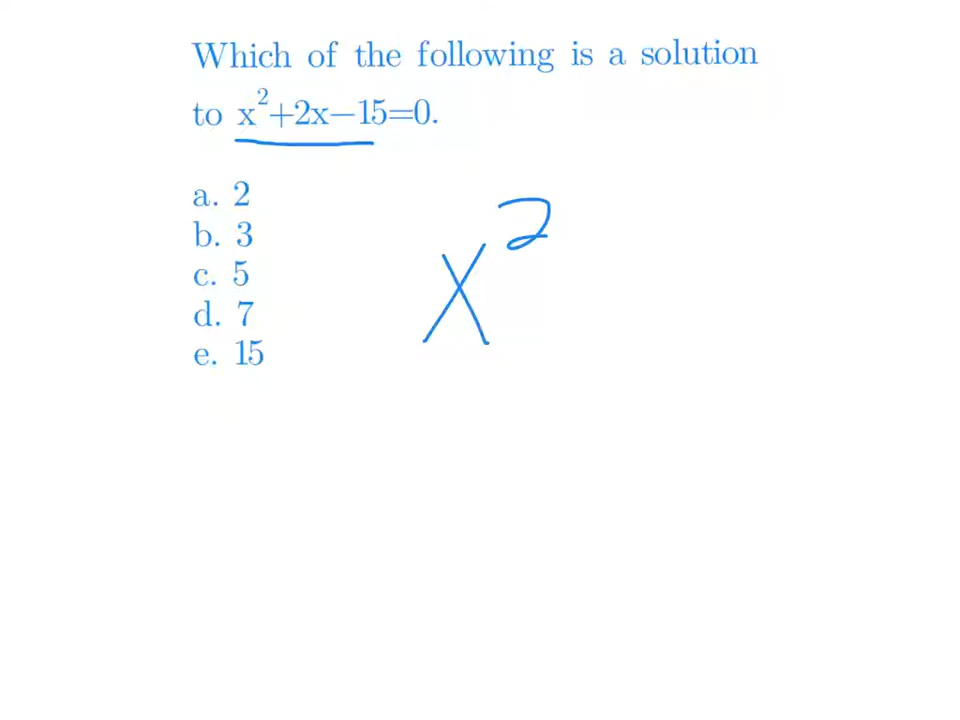 Which of the following is a solution
to x²+2x−15=0.
a. 2
b. 3
c. 5
d. 7
e. 15
x²